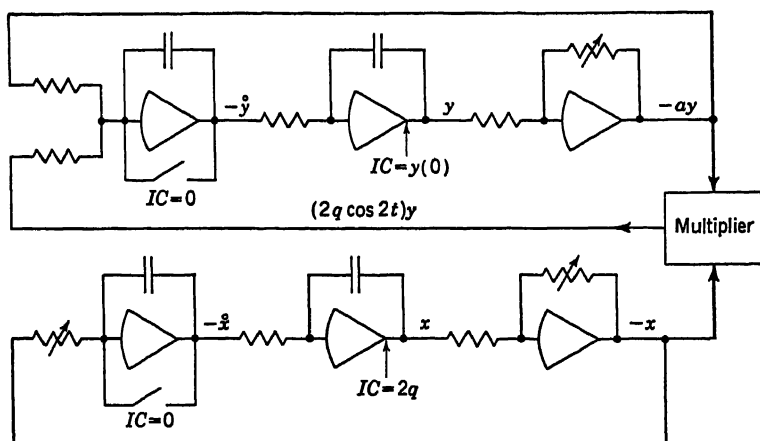 −ẙ
y
−ay
IC=0
IC=y(0)
(2q cos 2t)y
Multiplier
−x̊
x
−x
IC=0
IC=2q